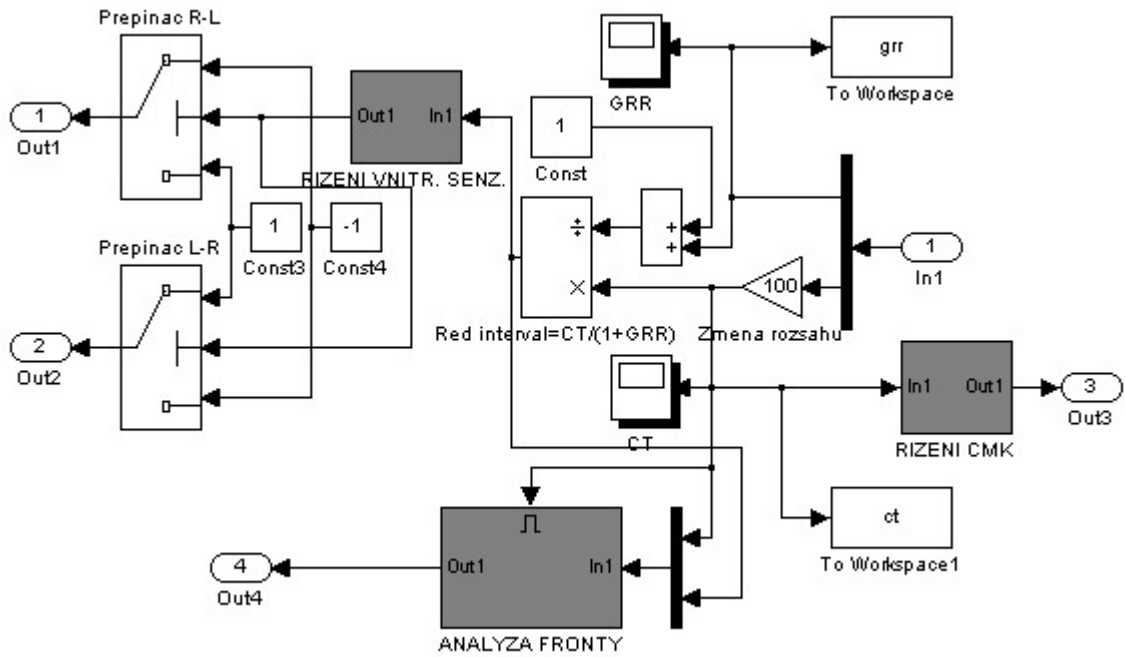 Prepinac R-L
1
Out1
Out1
In1
RIZENI VNITR. SENZ.
GRR
grr
To Workspace
1
Const
÷
×
+
+
1
In1
100
Zmena rozsahu
Red interval=CT/(1+GRR)
1
Const3
-1
Const4
Prepinac L-R
2
Out2
CT
In1
Out1
RIZENI CMK
3
Out3
ct
To Workspace1
Out1
In1
ANALYZA FRONTY
4
Out4